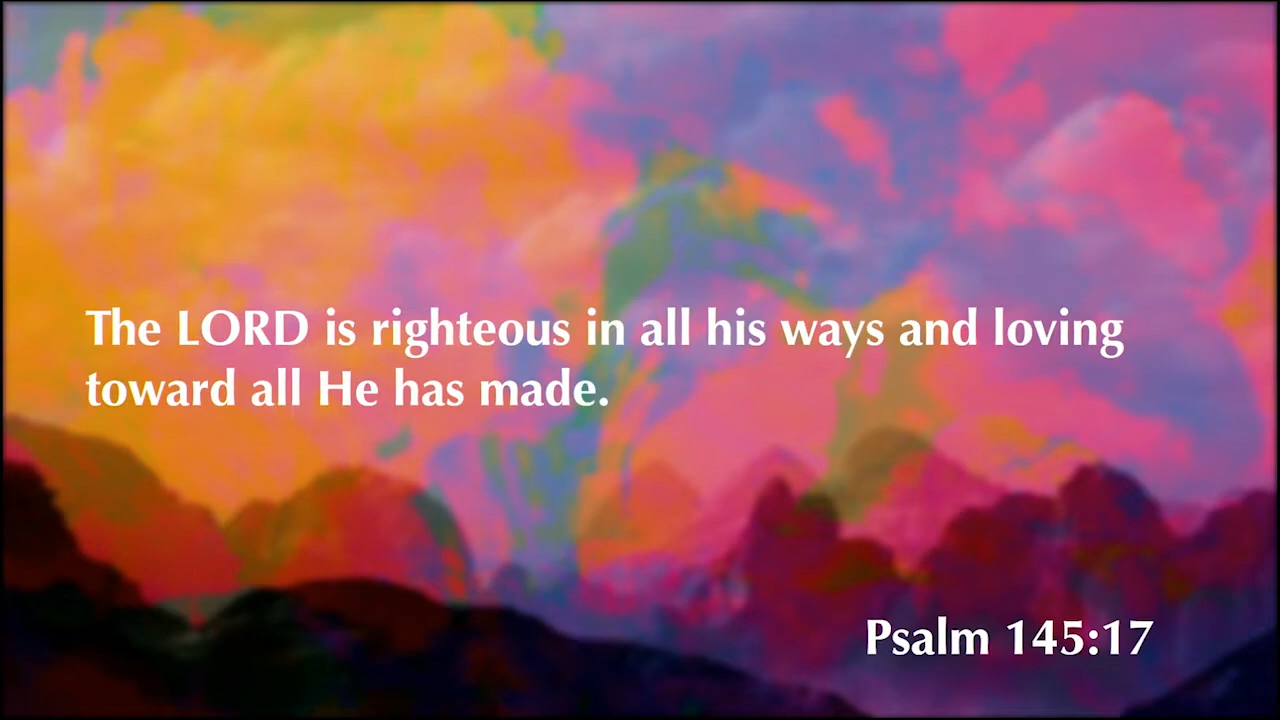 The LORD is righteous in all his ways and loving
toward all He has made.
Psalm 145:17